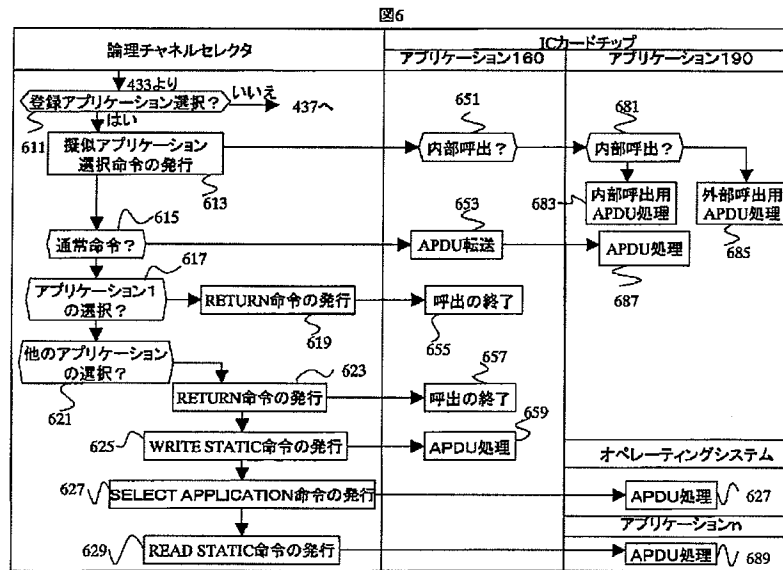 図6
論理チャネルセレクタ
ICカードチップ
アプリケーション160
アプリケーション190
433より
登録アプリケーション選択？
いいえ
437へ
はい
611
擬似アプリケーション
選択命令の発行
613
651
内部呼出？
681
内部呼出？
683
内部呼出用
APDU処理
外部呼出用
APDU処理
685
615
通常命令？
653
APDU転送
APDU処理
687
617
アプリケーション1
の選択？
RETURN命令の発行
619
呼出の終了
655
他のアプリケーション
の選択？
621
623
RETURN命令の発行
657
呼出の終了
625
WRITE STATIC命令の発行
659
APDU処理
オペレーティングシステム
627
SELECT APPLICATION命令の発行
APDU処理
627
アプリケーションn
629
READ STATIC命令の発行
APDU処理
689